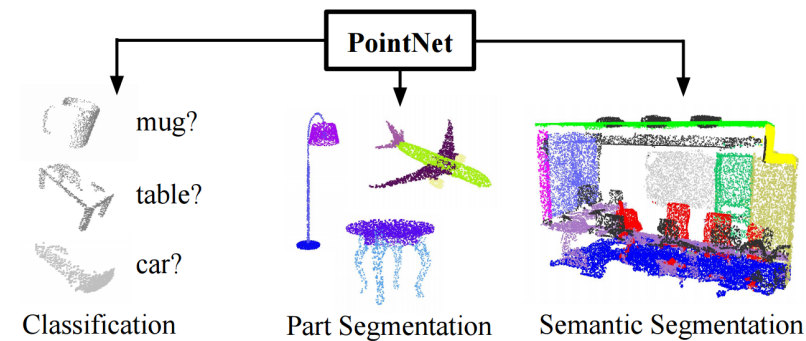 PointNet
mug?
table?
car?
Classification
Part Segmentation
Semantic Segmentation